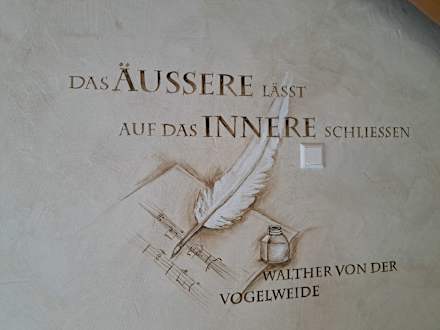 DAS ÄUSSERE LÄSST
AUF DAS INNERE SCHLIESSEN
WALTHER VON DER
VOGELWEIDE